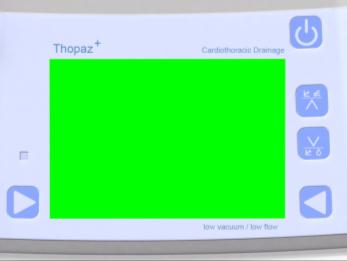 Thopaz+
Cardiothoracic Drainage
low vacuum / low flow